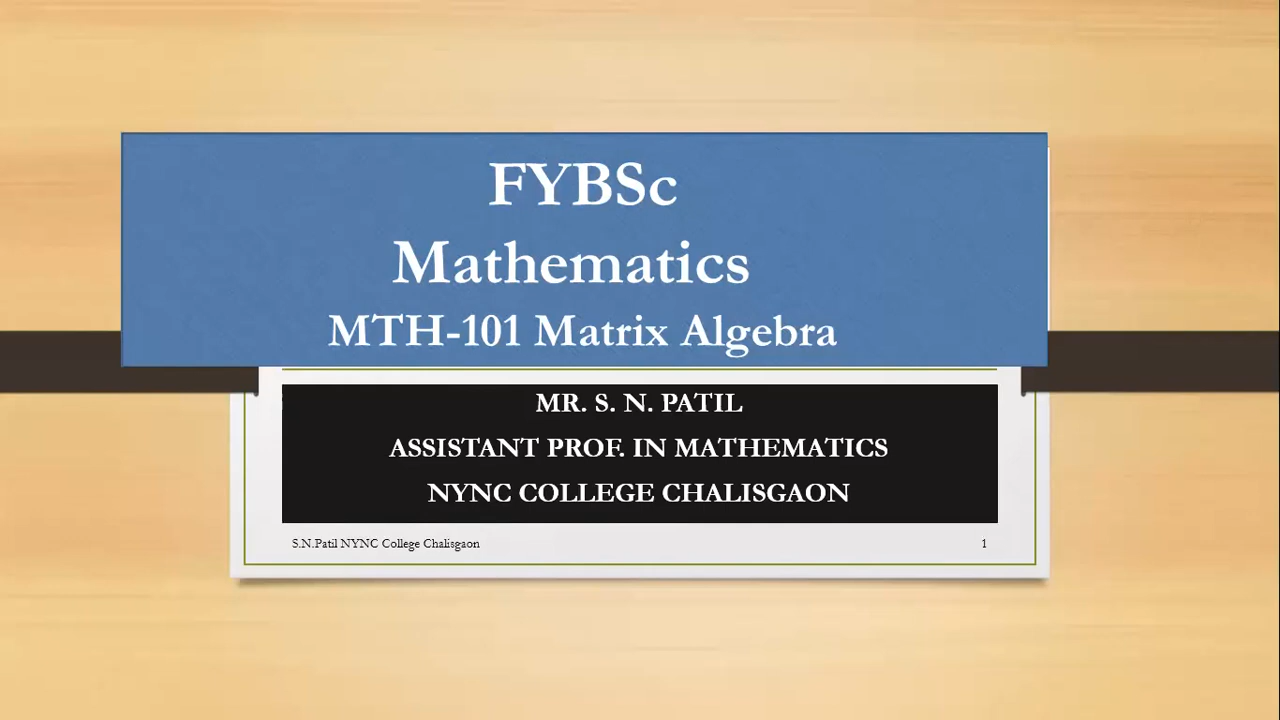 FYBSc
Mathematics
MTH-101 Matrix Algebra
MR. S. N. PATIL
ASSISTANT PROF. IN MATHEMATICS
NYNC COLLEGE CHALISGAON
S.N.Patil NYNC College Chalisgaon
1